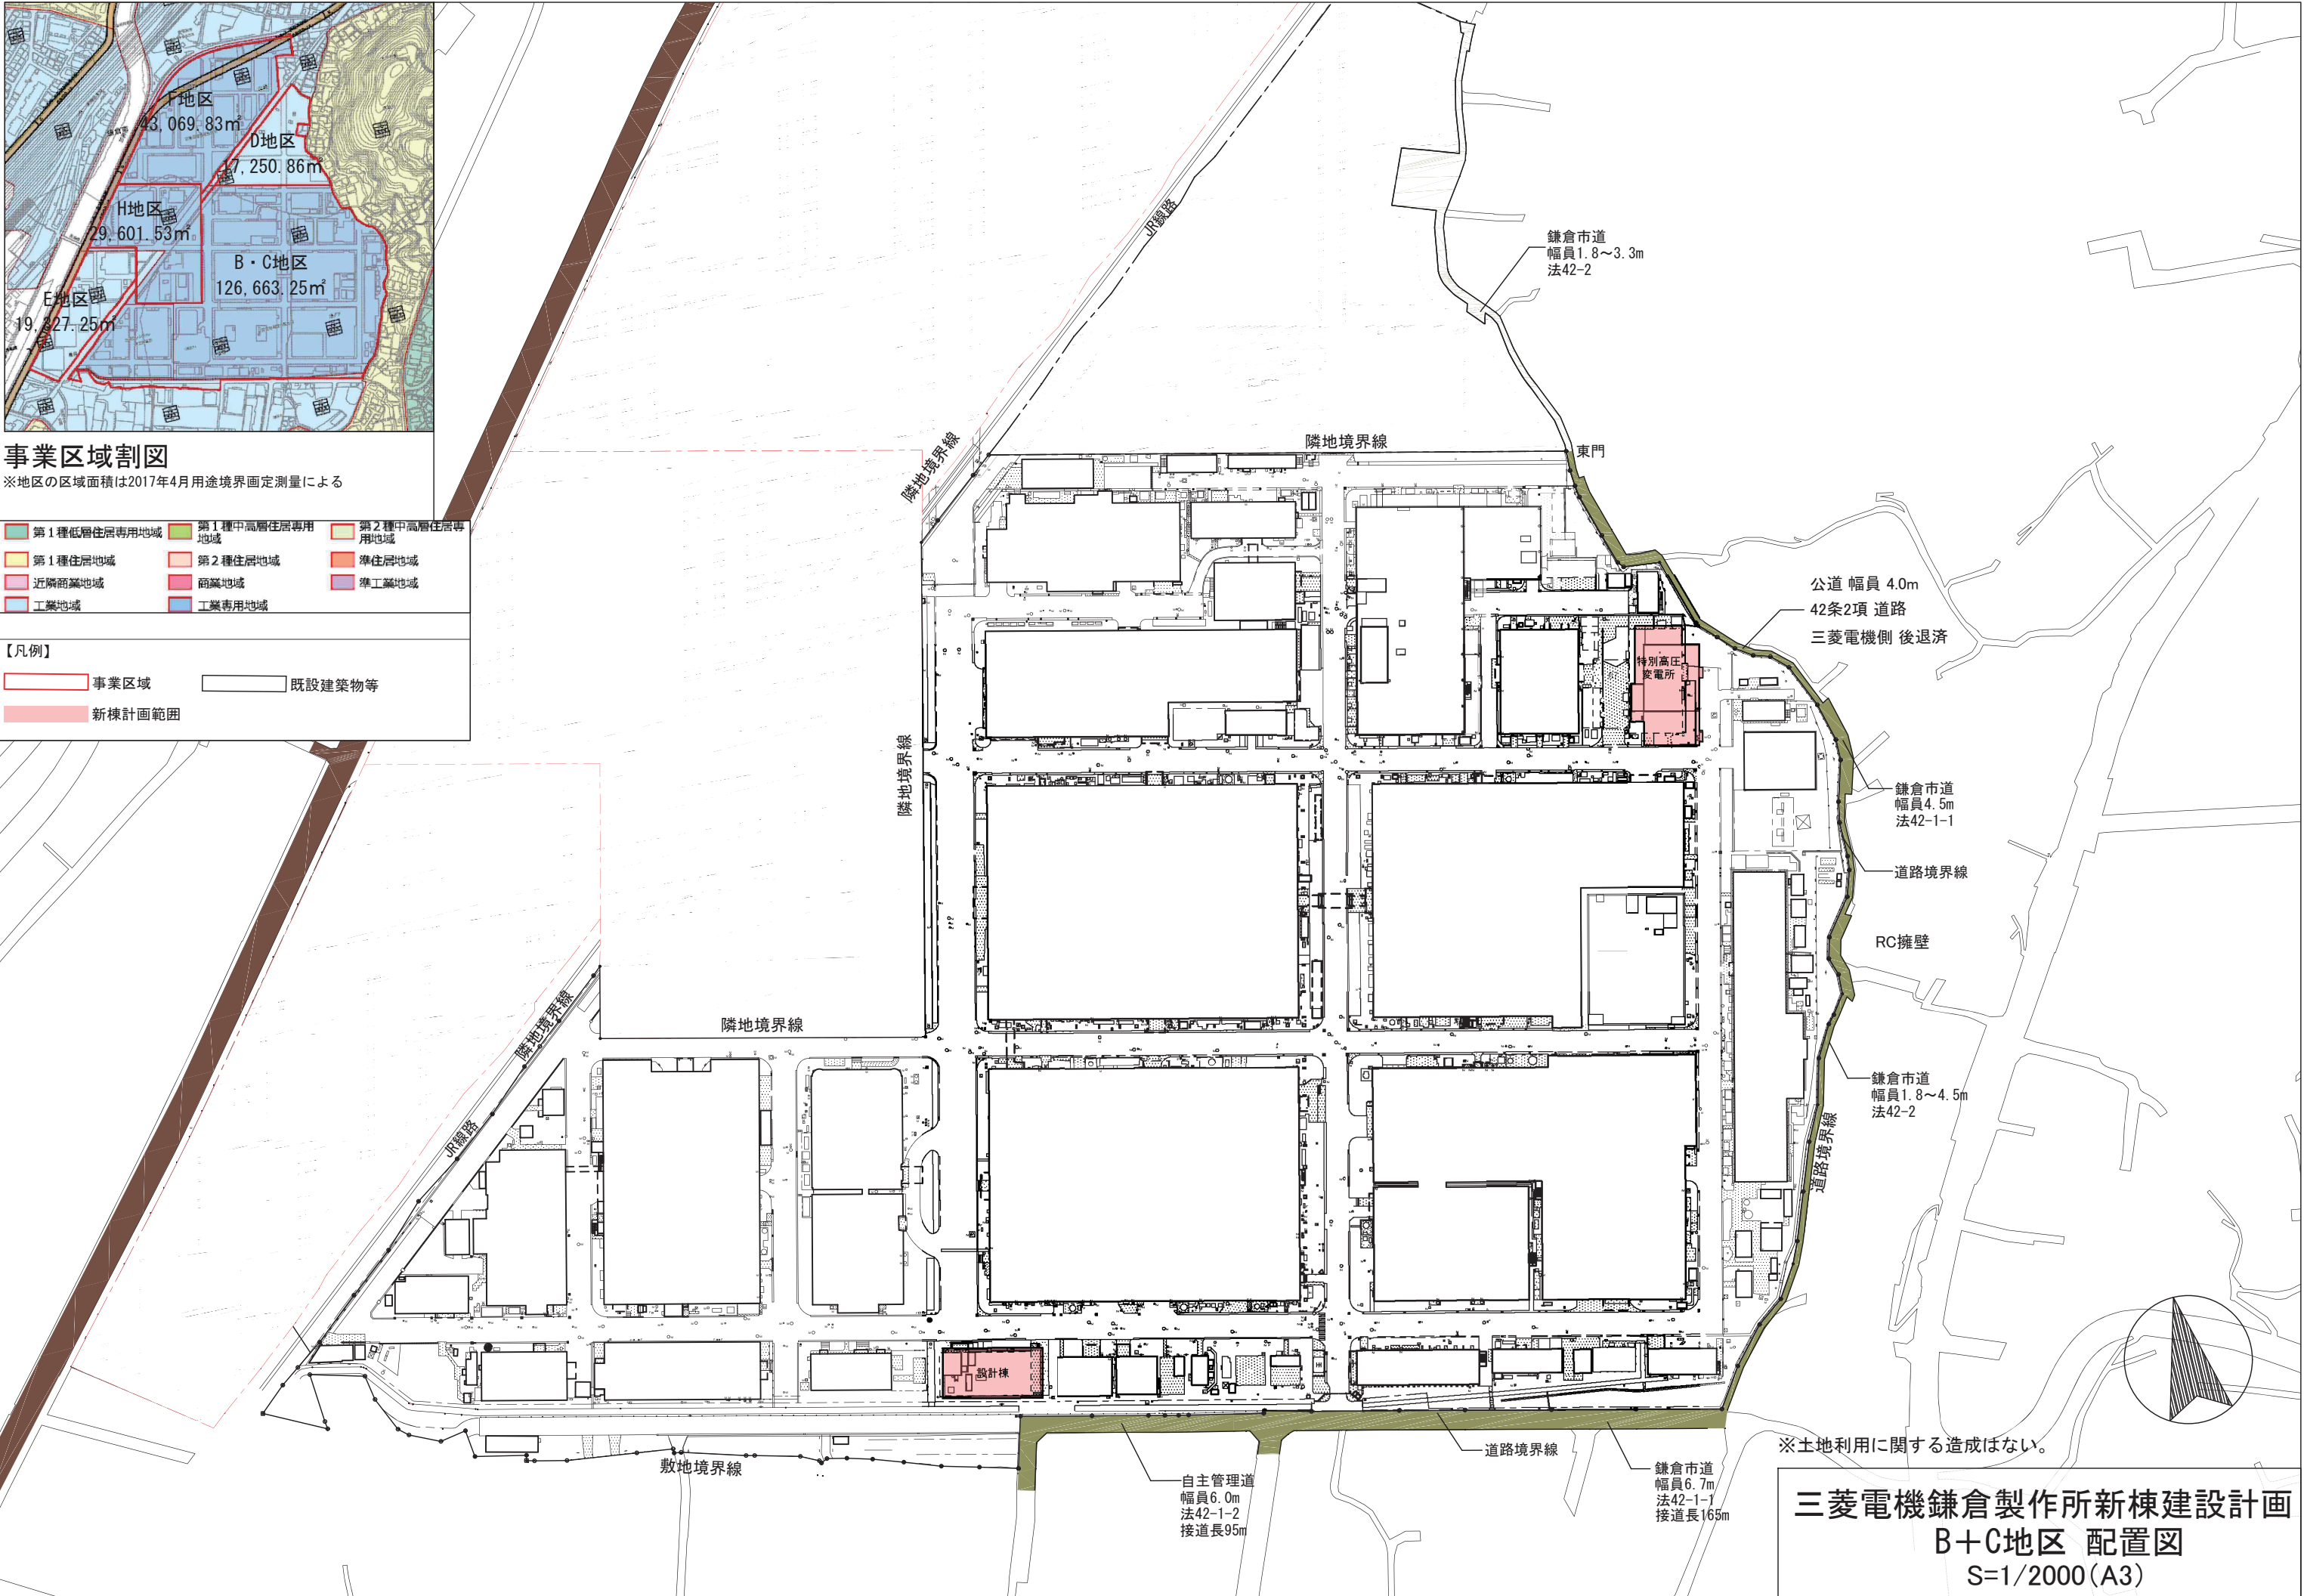 F地区
43,069.83㎡
D地区
17,250.86㎡
H地区
29,601.53㎡
B・C地区
126,663.25㎡
E地区
19,327.25㎡
事業区域割図
※地区の区域面積は2017年4月用途境界画定測量による
第1種低層住居専用地域
第1種中高層住居専用
地域
第2種中高層住居専
用地域
第1種住居地域
第2種住居地域
準住居地域
近隣商業地域
商業地域
準工業地域
工業地域
工業専用地域
【凡例】
事業区域
既設建築物等
新棟計画範囲
JR線路
鎌倉市道
幅員1.8～3.3m
法42-2
隣地境界線
隣地境界線
東門
公道 幅員 4.0m
42条2項 道路
三菱電機側 後退済
特別高圧
変電所
隣地境界線
鎌倉市道
幅員4.5m
法42-1-1
道路境界線
RC擁壁
隣地境界線
隣地境界線
JR線路
鎌倉市道
幅員1.8～4.5m
法42-2
道路境界線
設計棟
敷地境界線
道路境界線
自主管理道
幅員6.0m
法42-1-2
接道長95m
鎌倉市道
幅員6.7m
法42-1-1
接道長165m
※土地利用に関する造成はない。
三菱電機鎌倉製作所新棟建設計画
B＋C地区 配置図
S=1/2000(A3)